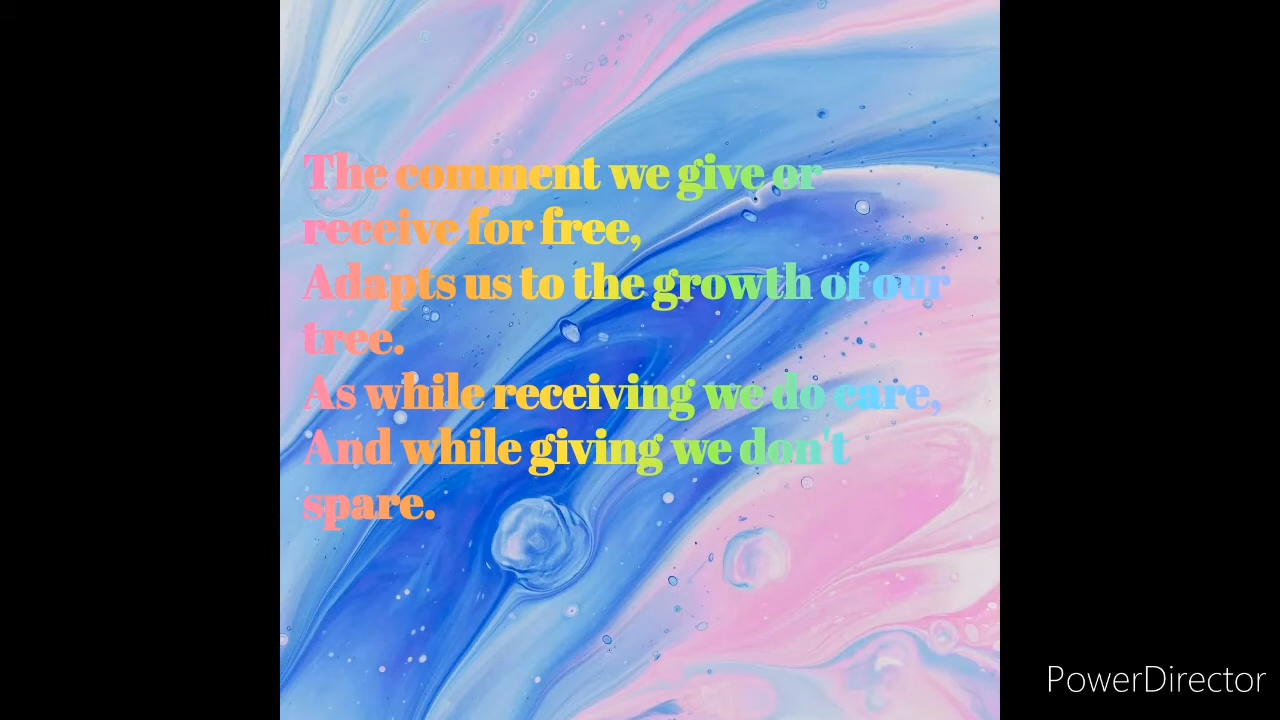 The comment we give or
receive for free,
Adapts us to the growth of our
tree.
As while receiving we do care,
And while giving we don't
spare.
PowerDirector